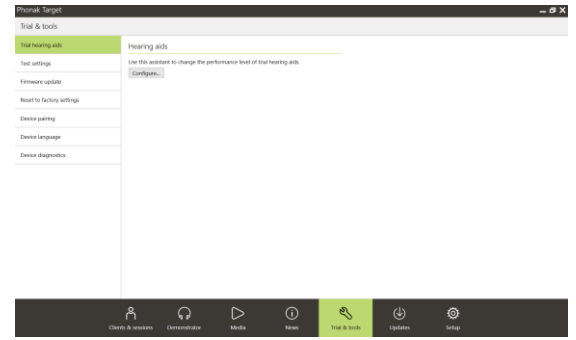 Phonak Target
Trial & tools
Trial hearing aids
Test settings
Firmware update
Reset to factory settings
Device pairing
Device language
Device diagnostics
Hearing aids
Use this assistant to change the performance level of trial hearing aids.
Configure...
Clients & sessions
Demonstrator
Media
News
Trial & tools
Updates
Setup